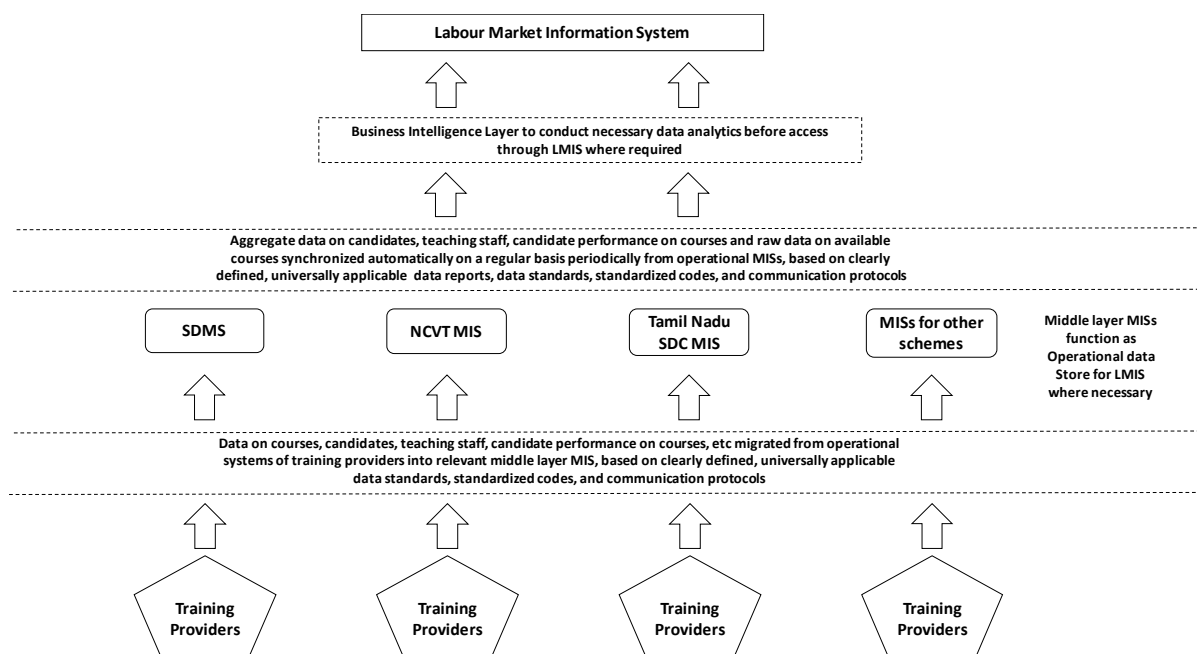 Labour Market Information System
Business Intelligence Layer to conduct necessary data analytics before access
through LMIS where required
Aggregate data on candidates, teaching staff, candidate performance on courses and raw data on available
courses synchronized automatically on a regular basis periodically from operational MISs, based on clearly
defined, universally applicable data reports, data standards, standardized codes, and communication protocols
SDMS
NCVT MIS
Tamil Nadu
SDC MIS
MISs for other
schemes
Middle layer MISs
function as
Operational data
Store for LMIS
where necessary
Data on courses, candidates, teaching staff, candidate performance on courses, etc migrated from operational
systems of training providers into relevant middle layer MIS, based on clearly defined, universally applicable
data standards, standardized codes, and communication protocols
Training
Providers
Training
Providers
Training
Providers
Training
Providers